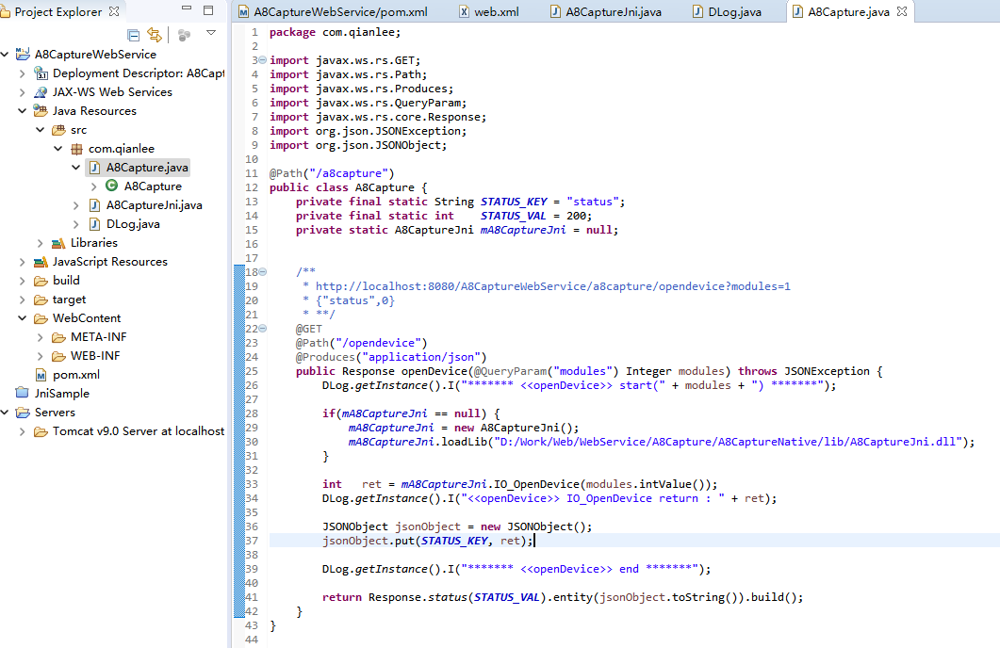 Project Explorer
A8CaptureWebService
Deployment Descriptor: A8Capt
JAX-WS Web Services
Java Resources
src
com.qianlee
A8Capture.java
A8Capture
A8CaptureJni.java
DLog.java
Libraries
JavaScript Resources
build
target
WebContent
META-INF
WEB-INF
pom.xml
JniSample
Servers
Tomcat v9.0 Server at localhost
A8CaptureWebService/pom.xml web.xml A8CaptureJni.java DLog.java A8Capture.java
1 package com.qianlee;
2
3 import javax.ws.rs.GET;
4 import javax.ws.rs.Path;
5 import javax.ws.rs.Produces;
6 import javax.ws.rs.QueryParam;
7 import javax.ws.rs.core.Response;
8 import org.json.JSONException;
9 import org.json.JSONObject;
10
11 @Path("/a8capture")
12 public class A8Capture {
13     private final static String STATUS_KEY = "status";
14     private final static int    STATUS_VAL = 200;
15     private static A8CaptureJni mA8CaptureJni = null;
16
17
18     /**
19      * http://localhost:8080/A8CaptureWebService/a8capture/opendevice?modules=1
20      * {"status",0}
21      * **/
22     @GET
23     @Path("/opendevice")
24     @Produces("application/json")
25     public Response openDevice(@QueryParam("modules") Integer modules) throws JSONException {
26         DLog.getInstance().I("******* <<openDevice>> start(" + modules + ") *******");
27
28         if(mA8CaptureJni == null) {
29             mA8CaptureJni = new A8CaptureJni();
30             mA8CaptureJni.loadLib("D:/Work/Web/WebService/A8Capture/A8CaptureNative/lib/A8CaptureJni.dll");
31         }
32
33         int   ret = mA8CaptureJni.IO_OpenDevice(modules.intValue());
34         DLog.getInstance().I("<<openDevice>> IO_OpenDevice return : " + ret);
35
36         JSONObject jsonObject = new JSONObject();
37         jsonObject.put(STATUS_KEY, ret);
38
39         DLog.getInstance().I("******* <<openDevice>> end *******");
40
41         return Response.status(STATUS_VAL).entity(jsonObject.toString()).build();
42     }
43 }
44